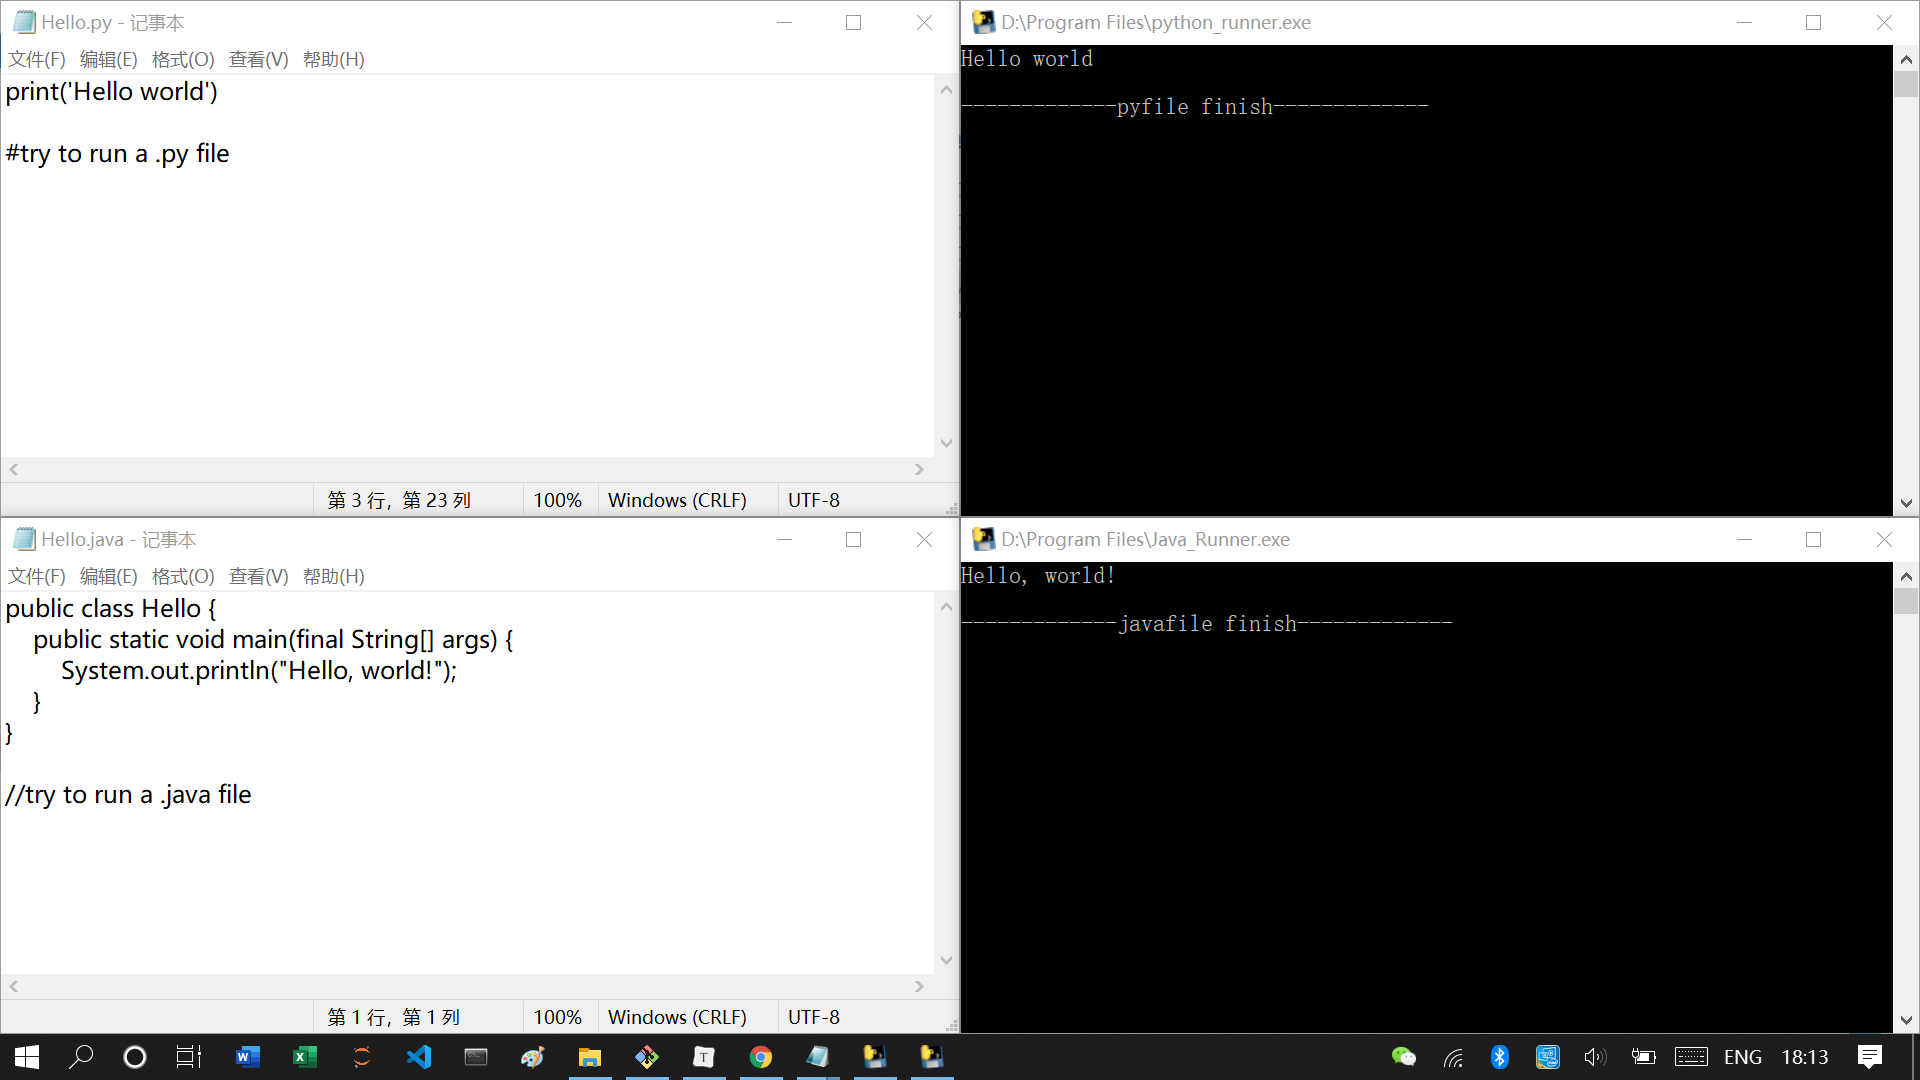 Hello.py - 记事本
文件(F) 编辑(E) 格式(O) 查看(V) 帮助(H)
print('Hello world')
#try to run a .py file
第 3 行，第 23 列 100% Windows (CRLF) UTF-8
D:\Program Files\python_runner.exe
Hello world
-------------pyfile finish-------------
Hello.java - 记事本
文件(F) 编辑(E) 格式(O) 查看(V) 帮助(H)
public class Hello {
    public static void main(final String[] args) {
        System.out.println("Hello, world!");
    }
}
//try to run a .java file
第 1 行，第 1 列 100% Windows (CRLF) UTF-8
D:\Program Files\Java_Runner.exe
Hello, world!
-------------javafile finish-------------
ENG 18:13